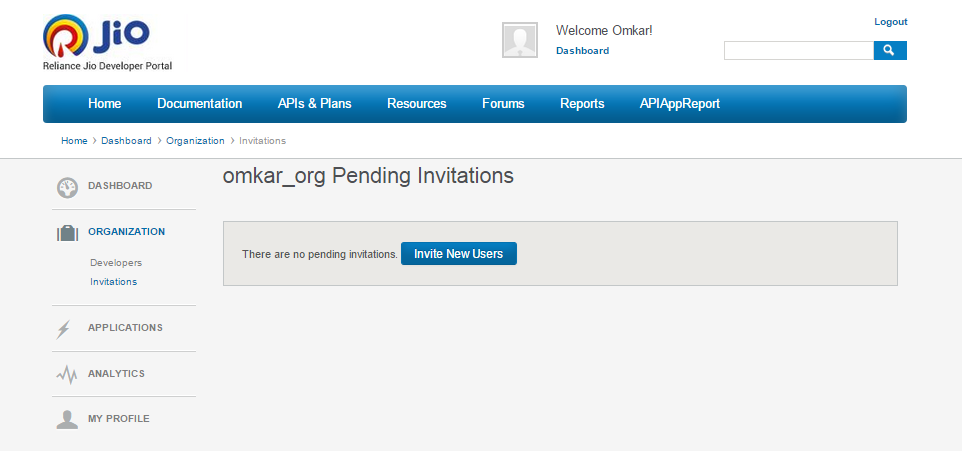 Jio
Reliance Jio Developer Portal
Welcome Omkar!
Dashboard
Logout
Home Documentation APIs & Plans Resources Forums Reports APIAppReport
Home › Dashboard › Organization › Invitations
omkar_org Pending Invitations
DASHBOARD
ORGANIZATION
Developers
Invitations
APPLICATIONS
ANALYTICS
MY PROFILE
There are no pending invitations. Invite New Users